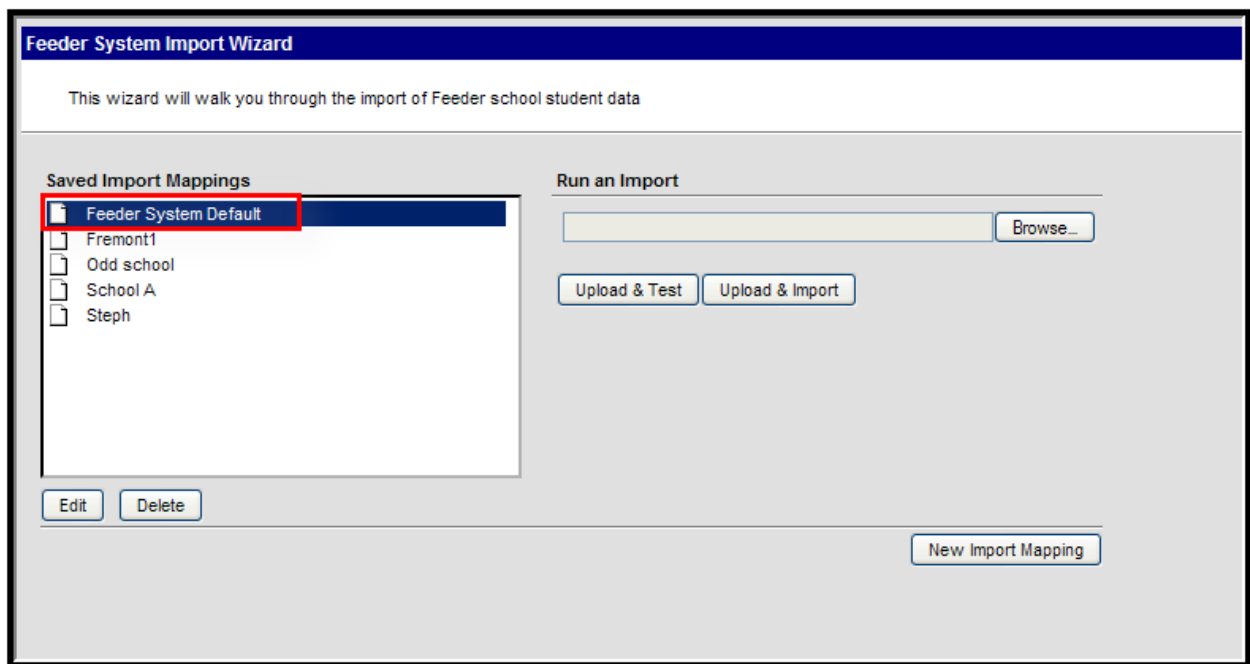 Feeder System Import Wizard
This wizard will walk you through the import of Feeder school student data
Saved Import Mappings
Feeder System Default
Fremont1
Odd school
School A
Steph
Edit Delete
Run an Import
Browse...
Upload & Test Upload & Import
New Import Mapping